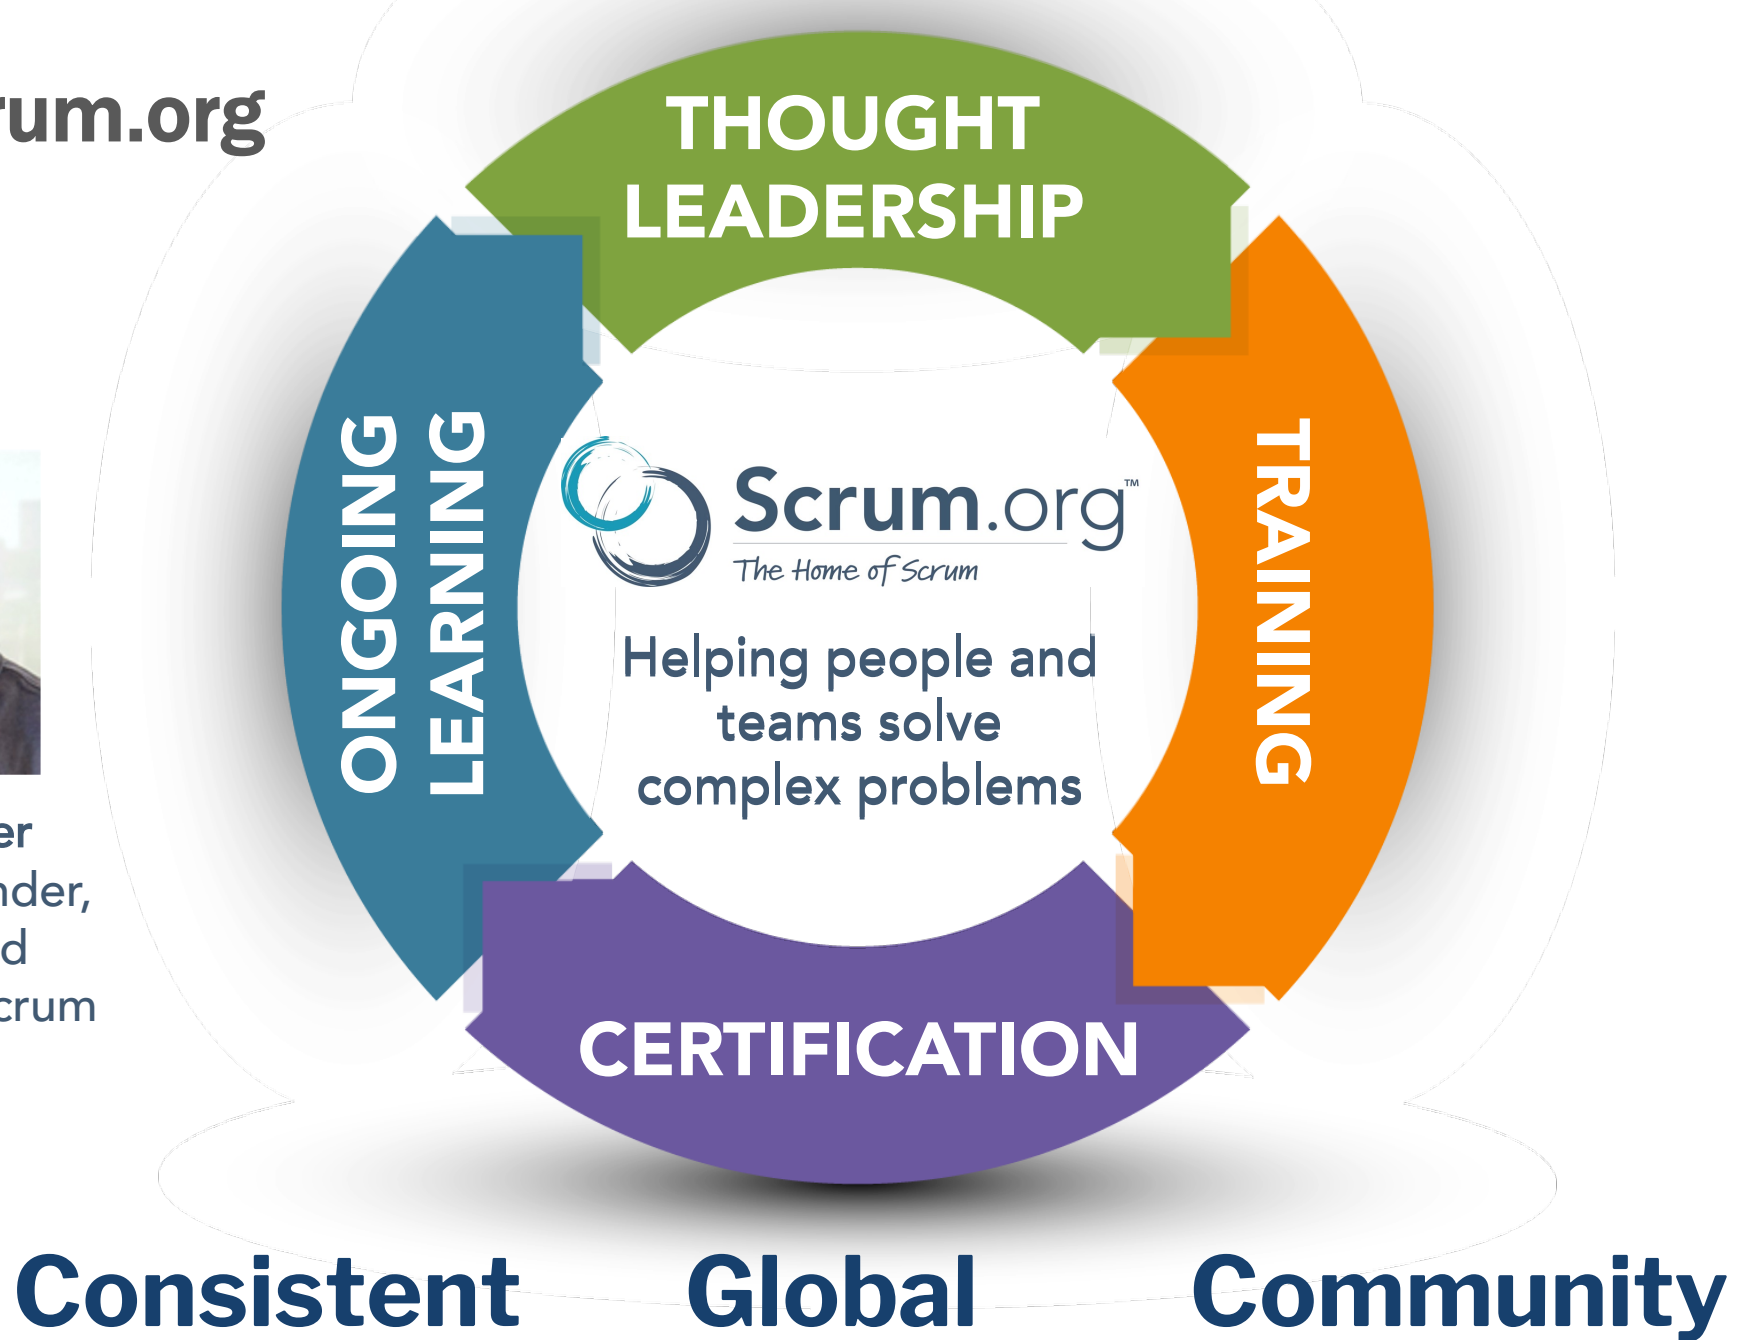 rum.org
THOUGHT
LEADERSHIP
ONGOING
LEARNING
TRAINING
Scrum.org™
The Home of Scrum
Helping people and
teams solve
complex problems
er
nder,
d
crum
CERTIFICATION
Consistent Global Community